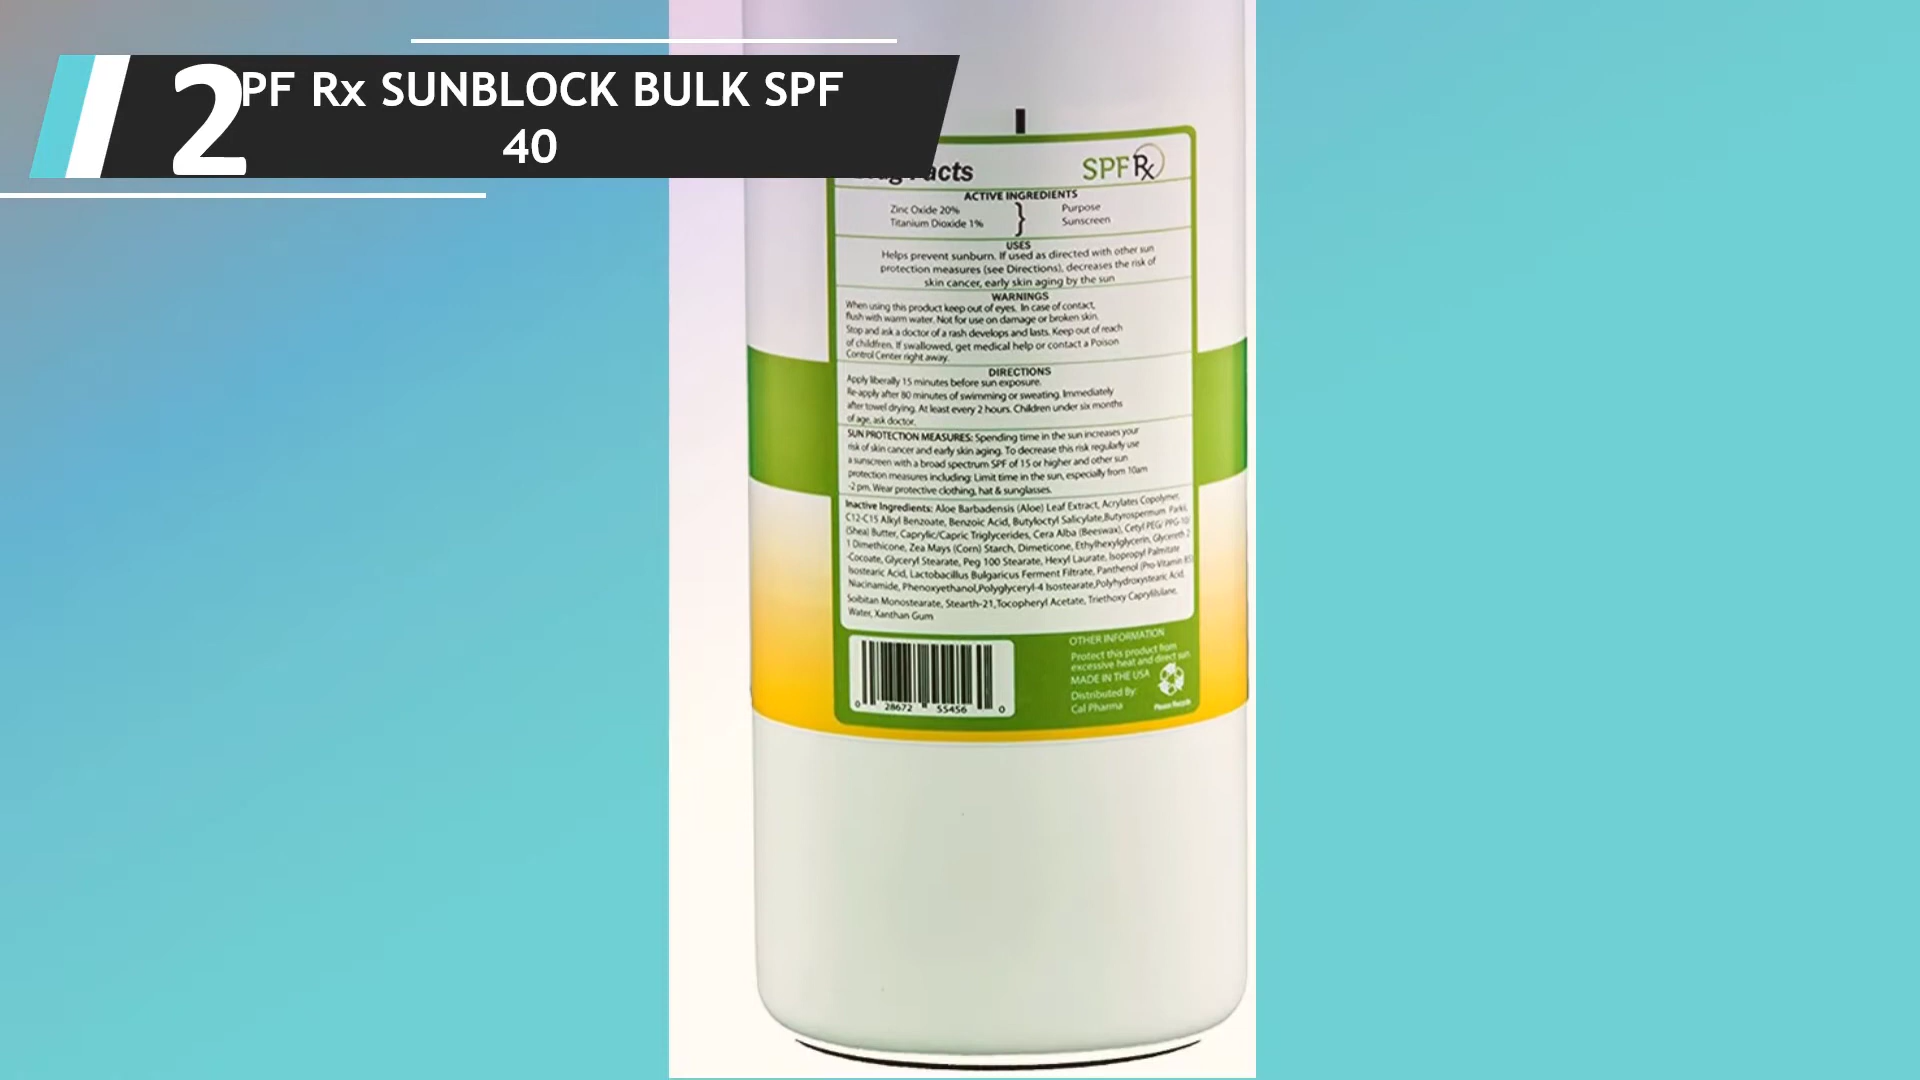 2
PF Rx SUNBLOCK BULK SPF
40
acts
SPF Rx
ACTIVE INGREDIENTS
Zinc Oxide 20%
Titanium Dioxide 1%
}
Purpose
Sunscreen
USES
Helps prevent sunburn. If used as directed with other sun
protection measures (see Directions), decreases the risk of
skin cancer, early skin aging by the sun
WARNINGS
When using this product keep out of eyes. In case of contact,
flush with warm water. Not for use on damage or broken skin.
Stop and ask a doctor of a rash develops and lasts. Keep out of reach
of childfren. If swallowed, get medical help or contact a Poison
Control Center right away.
DIRECTIONS
Apply liberally 15 minutes before sun exposure.
Re-apply after 80 minutes of swimming or sweating. Immediately
after towel drying. At least every 2 hours. Children under six months
of age, ask doctor.
SUN PROTECTION MEASURES: Spending time in the sun increases your
risk of skin cancer and early skin aging. To decrease this risk regularly use
a sunscreen with a broad spectrum SPF of 15 or higher and other sun
protection measures including: Limit time in the sun, especially from 10am
-2 pm. Wear protective clothing, hat & sunglasses.
Inactive Ingredients: Aloe Barbadensis (Aloe) Leaf Extract, Acrylates Copolymer,
C12-C15 Alkyl Benzoate, Benzoic Acid, Butyloctyl Salicylate,Butyrospermum Parkii
(Shea) Butter, Caprylic/Capric Triglycerides, Cera Alba (Beeswax), Cetyl PEG/ PPG-10/
1 Dimethicone, Zea Mays (Corn) Starch, Dimeticone, Ethylhexylglycerin, Glycereth 2
-Cocoate, Glyceryl Stearate, Peg 100 Stearate, Hexyl Laurate, Isopropyl Palmitate
Isostearic Acid, Lactobacillus Bulgaricus Ferment Filtrate, Panthenol (Pro-Vitamin B5)
Niacinamide, Phenoxyethanol,Polyglyceryl-4 Isostearate,Polyhydroxystearic Acid,
Soibitan Monostearate, Stearth-21,Tocopheryl Acetate, Triethoxy Caprylilslane,
Water, Xanthan Gum
0 28672 55456 0
OTHER INFORMATION
Protect this product from
excessive heat and direct sun
MADE IN THE USA
Distributed By:
Cal Pharma
Please Recycle